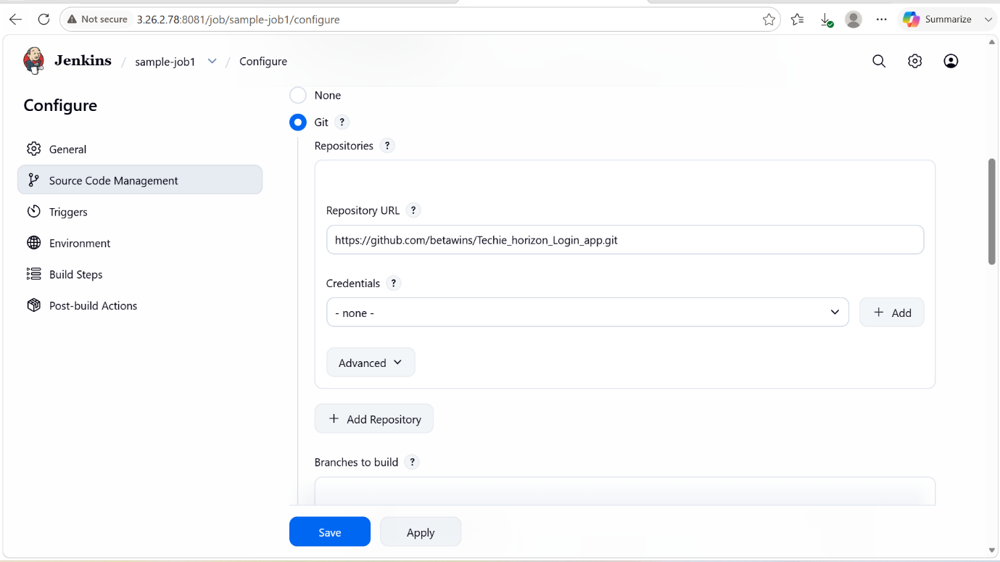 Not secure 3.26.2.78:8081/job/sample-job1/configure Summarize
Jenkins / sample-job1 / Configure
Configure
General
Source Code Management
Triggers
Environment
Build Steps
Post-build Actions
None
Git ?
Repositories ?
Repository URL ?
https://github.com/betawins/Techie_horizon_Login_app.git
Credentials ?
- none -
+ Add
Advanced
+ Add Repository
Branches to build ?
Save Apply